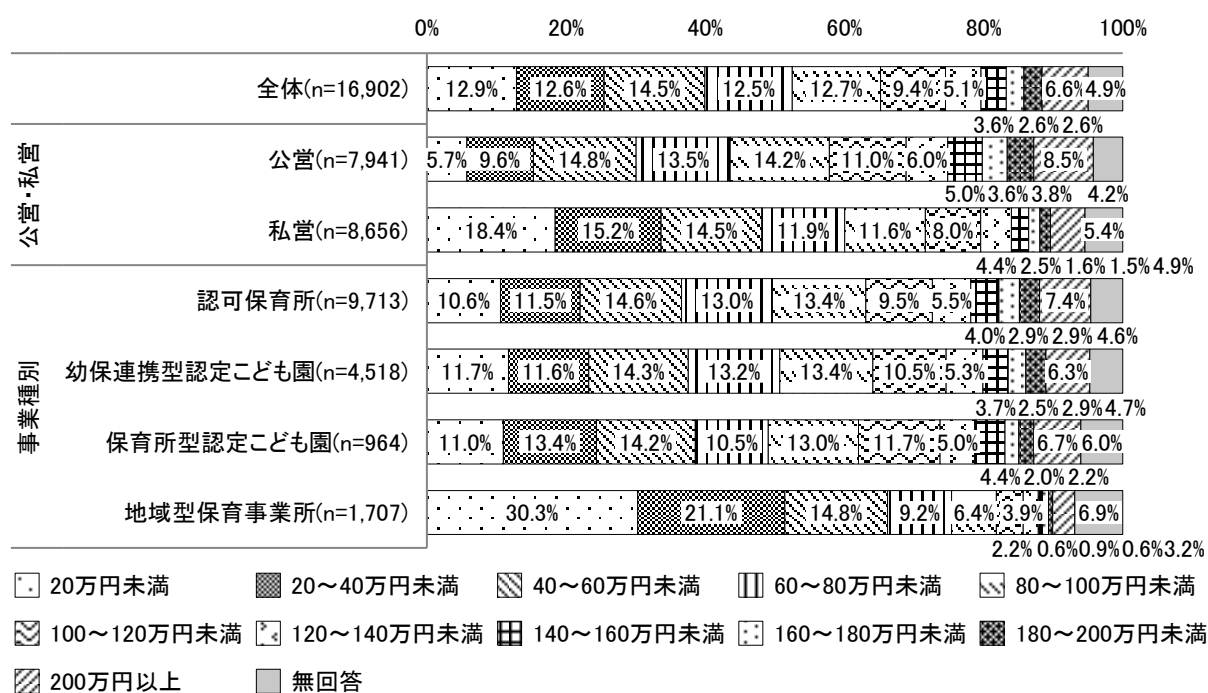 0% 20% 40% 60% 80% 100%
全体(n=16,902) 12.9% 12.6% 14.5% 12.5% 12.7% 9.4% 5.1% 6.6% 4.9%
3.6% 2.6% 2.6%
公営・私営
公営(n=7,941) 5.7% 9.6% 14.8% 13.5% 14.2% 11.0% 6.0% 8.5%
5.0% 3.6% 3.8% 4.2%
私営(n=8,656) 18.4% 15.2% 14.5% 11.9% 11.6% 8.0% 5.4%
4.4% 2.5% 1.6% 1.5% 4.9%
事業種別
認可保育所(n=9,713) 10.6% 11.5% 14.6% 13.0% 13.4% 9.5% 5.5% 7.4%
4.0% 2.9% 2.9% 4.6%
幼保連携型認定こども園(n=4,518) 11.7% 11.6% 14.3% 13.2% 13.4% 10.5% 5.3% 6.3%
3.7% 2.5% 2.9% 4.7%
保育所型認定こども園(n=964) 11.0% 13.4% 14.2% 10.5% 13.0% 11.7% 5.0% 6.7% 6.0%
4.4% 2.0% 2.2%
地域型保育事業所(n=1,707) 30.3% 21.1% 14.8% 9.2% 6.4% 3.9% 6.9%
2.2% 0.6% 0.9% 0.6% 3.2%
20万円未満 20～40万円未満 40～60万円未満 60～80万円未満 80～100万円未満
100～120万円未満 120～140万円未満 140～160万円未満 160～180万円未満 180～200万円未満
200万円以上 無回答